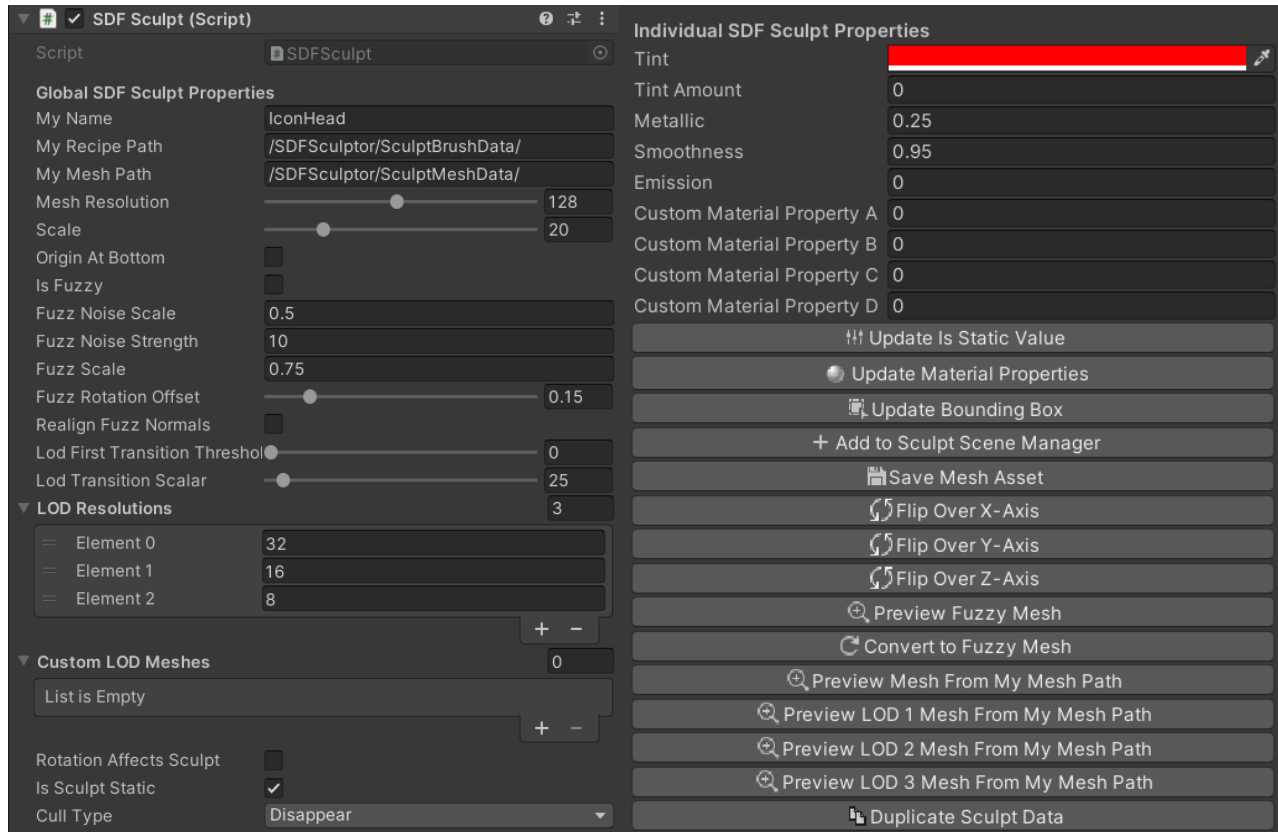 SDF Sculpt (Script)
Script SDFSculpt
Global SDF Sculpt Properties
My Name IconHead
My Recipe Path /SDFSculptor/SculptBrushData/
My Mesh Path /SDFSculptor/SculptMeshData/
Mesh Resolution 128
Scale 20
Origin At Bottom
Is Fuzzy
Fuzz Noise Scale 0.5
Fuzz Noise Strength 10
Fuzz Scale 0.75
Fuzz Rotation Offset 0.15
Realign Fuzz Normals
Lod First Transition Threshol 0
Lod Transition Scalar 25
LOD Resolutions 3
Element 0 32
Element 1 16
Element 2 8
Custom LOD Meshes 0
List is Empty
Rotation Affects Sculpt
Is Sculpt Static
Cull Type Disappear
Individual SDF Sculpt Properties
Tint
Tint Amount 0
Metallic 0.25
Smoothness 0.95
Emission 0
Custom Material Property A 0
Custom Material Property B 0
Custom Material Property C 0
Custom Material Property D 0
Update Is Static Value
Update Material Properties
Update Bounding Box
Add to Sculpt Scene Manager
Save Mesh Asset
Flip Over X-Axis
Flip Over Y-Axis
Flip Over Z-Axis
Preview Fuzzy Mesh
Convert to Fuzzy Mesh
Preview Mesh From My Mesh Path
Preview LOD 1 Mesh From My Mesh Path
Preview LOD 2 Mesh From My Mesh Path
Preview LOD 3 Mesh From My Mesh Path
Duplicate Sculpt Data